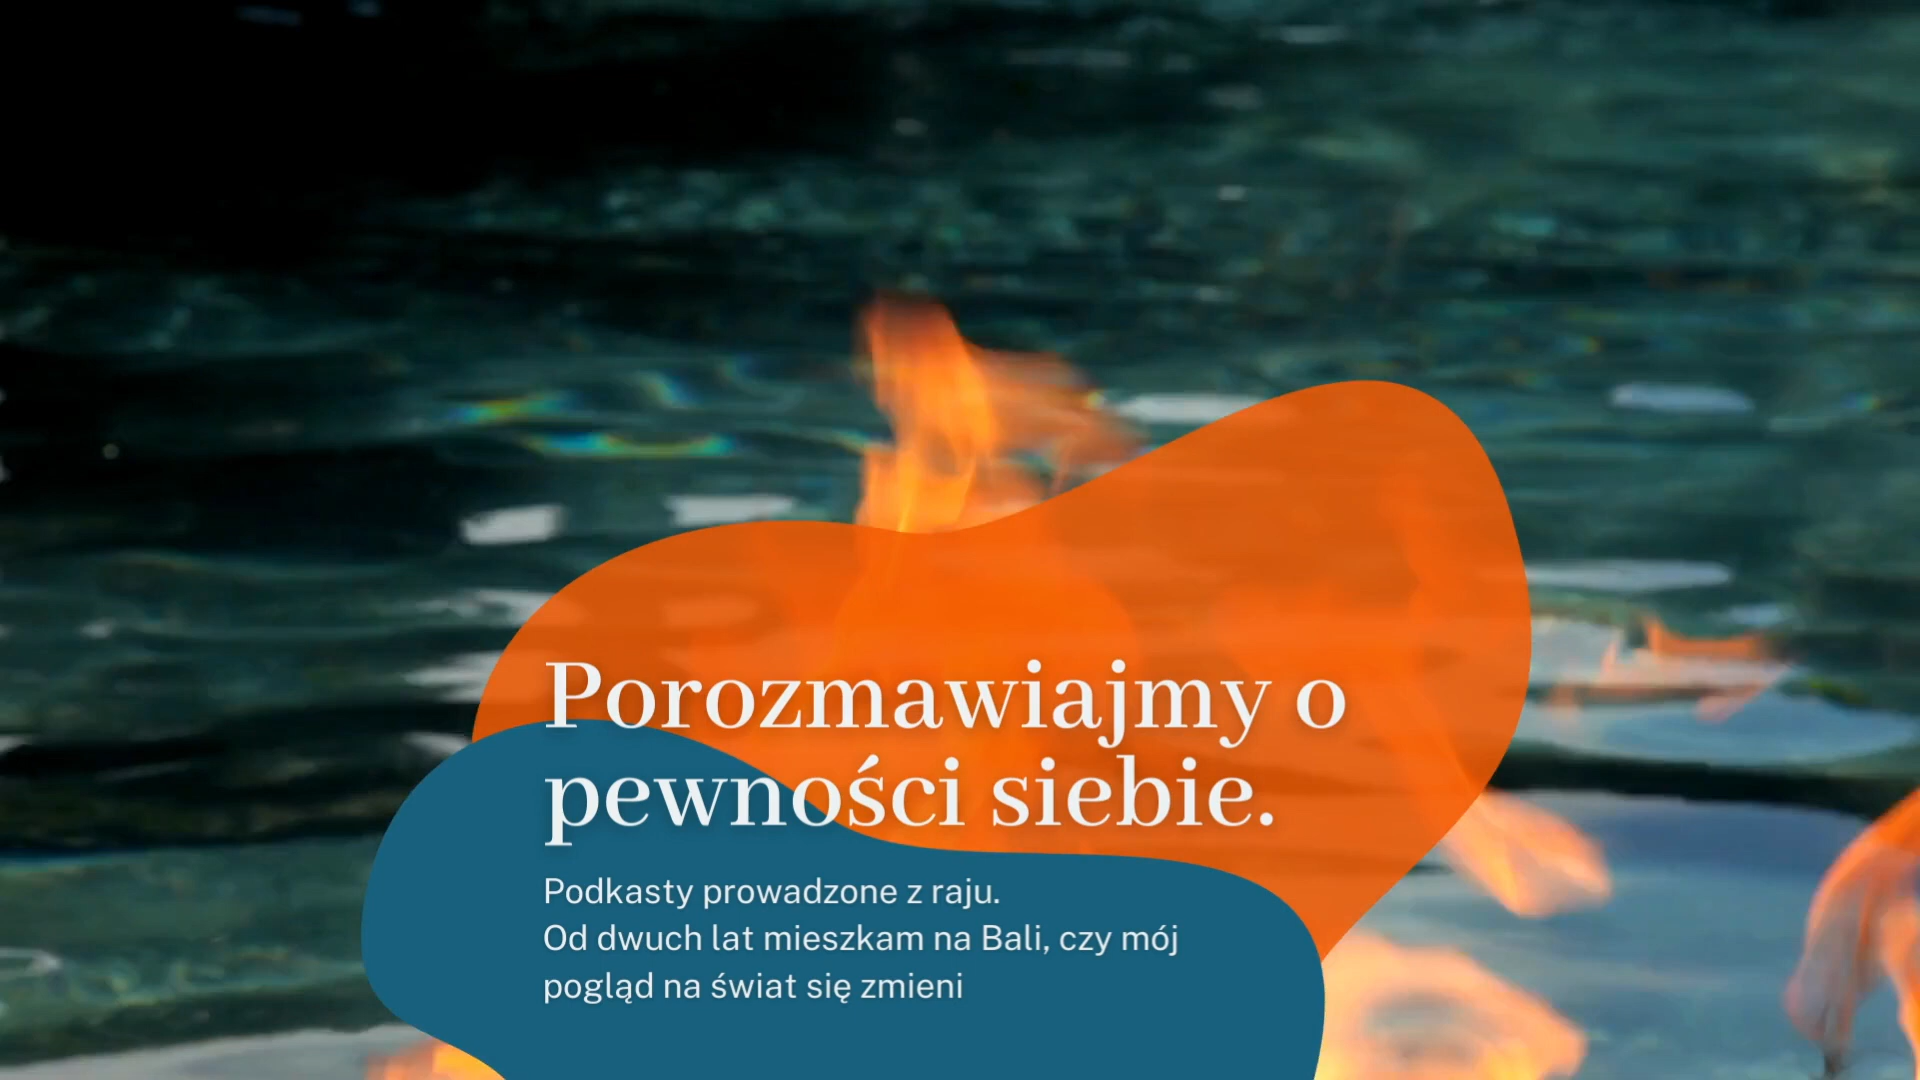 Porozmawiajmy o
pewności siebie.
Podkasty prowadzone z raju.
Od dwuch lat mieszkam na Bali, czy mój
pogląd na świat się zmieni